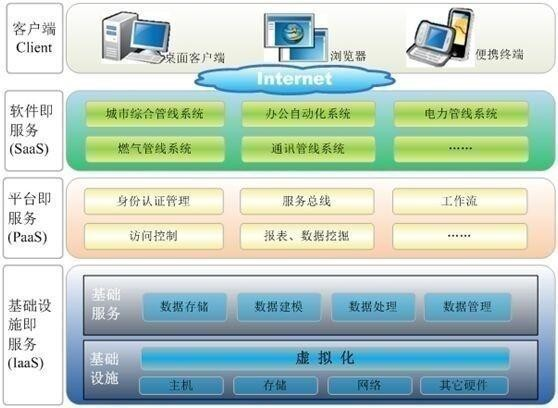 客户端
Client
桌面客户端
浏览器
便携终端
Internet
软件即
服务
(SaaS)
城市综合管线系统
办公自动化系统
电力管线系统
燃气管线系统
通讯管线系统
……
平台即
服务
(PaaS)
身份认证管理
服务总线
工作流
访问控制
报表、数据挖掘
……
基础设
施即
服务
(IaaS)
基础
服务
数据存储
数据建模
数据处理
数据管理
基础
设施
虚拟化
主机
存储
网络
其它硬件